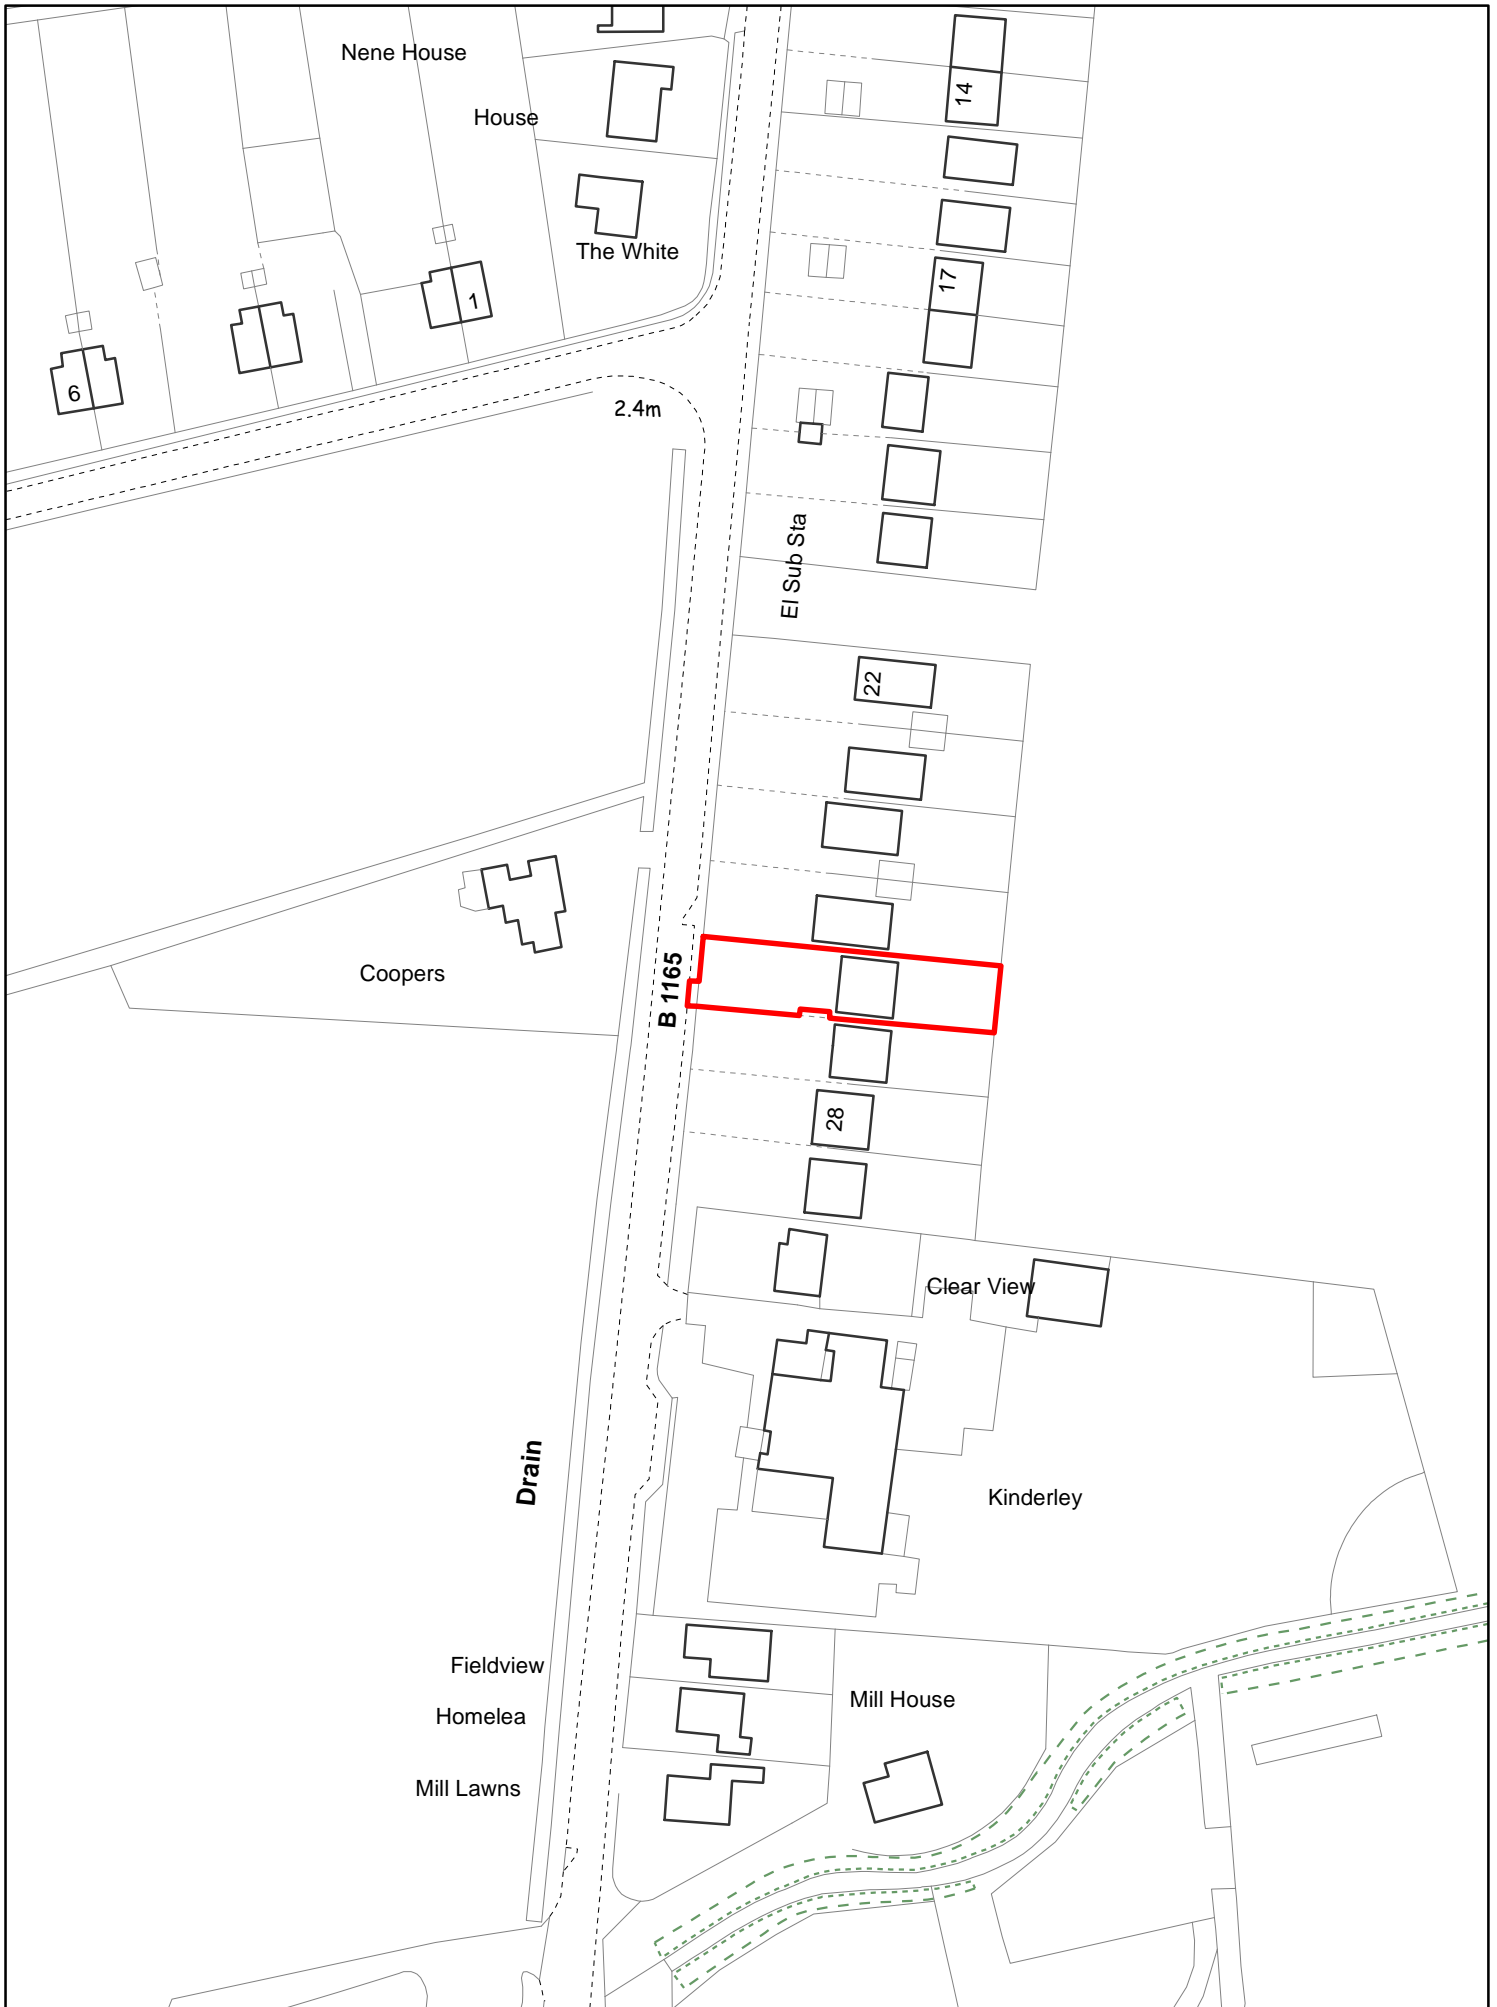 Nene House
14
House
The White
17
1
6
2.4m
El Sub Sta
22
Coopers
B 1165
28
Clear View
Drain
Kinderley
Fieldview
Mill House
Homelea
Mill Lawns